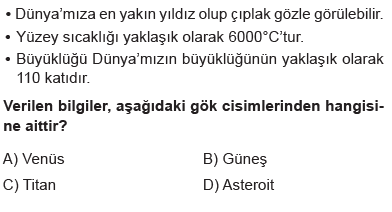 • Dünya'mıza en yakın yıldız olup çıplak gözle görülebilir.
• Yüzey sıcaklığı yaklaşık olarak 6000°C'tur.
• Büyüklüğü Dünya'mızın büyüklüğünün yaklaşık olarak
110 katıdır.
Verilen bilgiler, aşağıdaki gök cisimlerinden hangisi-
ne aittir?
A) Venüs B) Güneş
C) Titan D) Asteroit